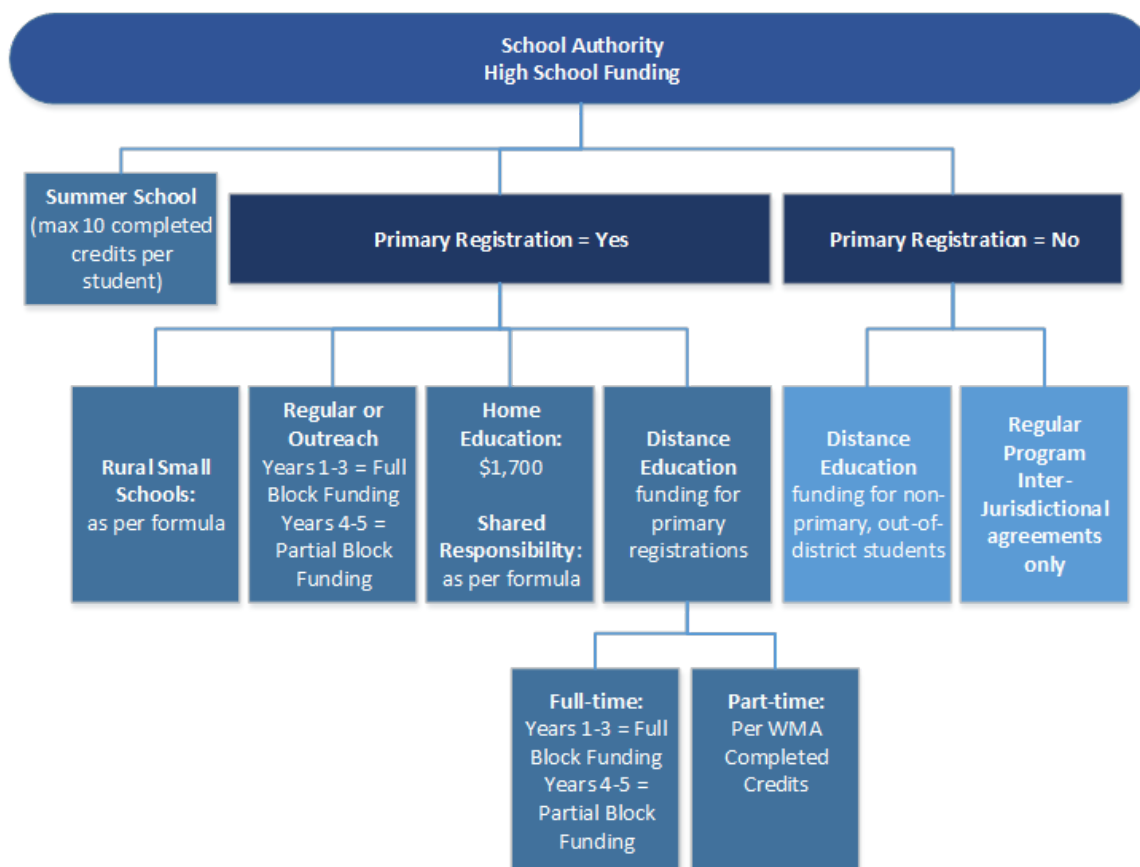 School Authority
High School Funding
Summer School
(max 10 completed
credits per
student)
Primary Registration = Yes
Primary Registration = No
Rural Small
Schools:
as per formula
Regular or
Outreach
Years 1-3 = Full
Block Funding
Years 4-5 =
Partial Block
Funding
Home
Education:
$1,700
Shared
Responsibility:
as per formula
Distance
Education
funding for
primary
registrations
Distance
Education
funding for non-
primary, out-of-
district students
Regular
Program
Inter-
Jurisdictional
agreements
only
Full-time:
Years 1-3 = Full
Block Funding
Years 4-5 =
Partial Block
Funding
Part-time:
Per WMA
Completed
Credits